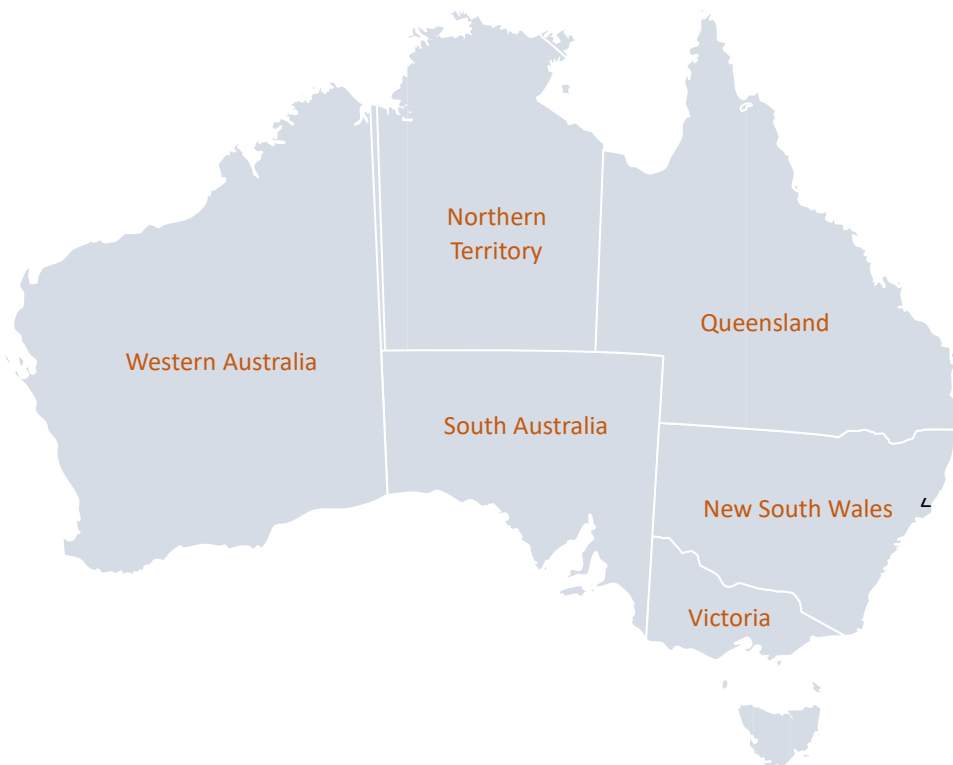 Northern
Territory
Queensland
Western Australia
South Australia
New South Wales
Victoria